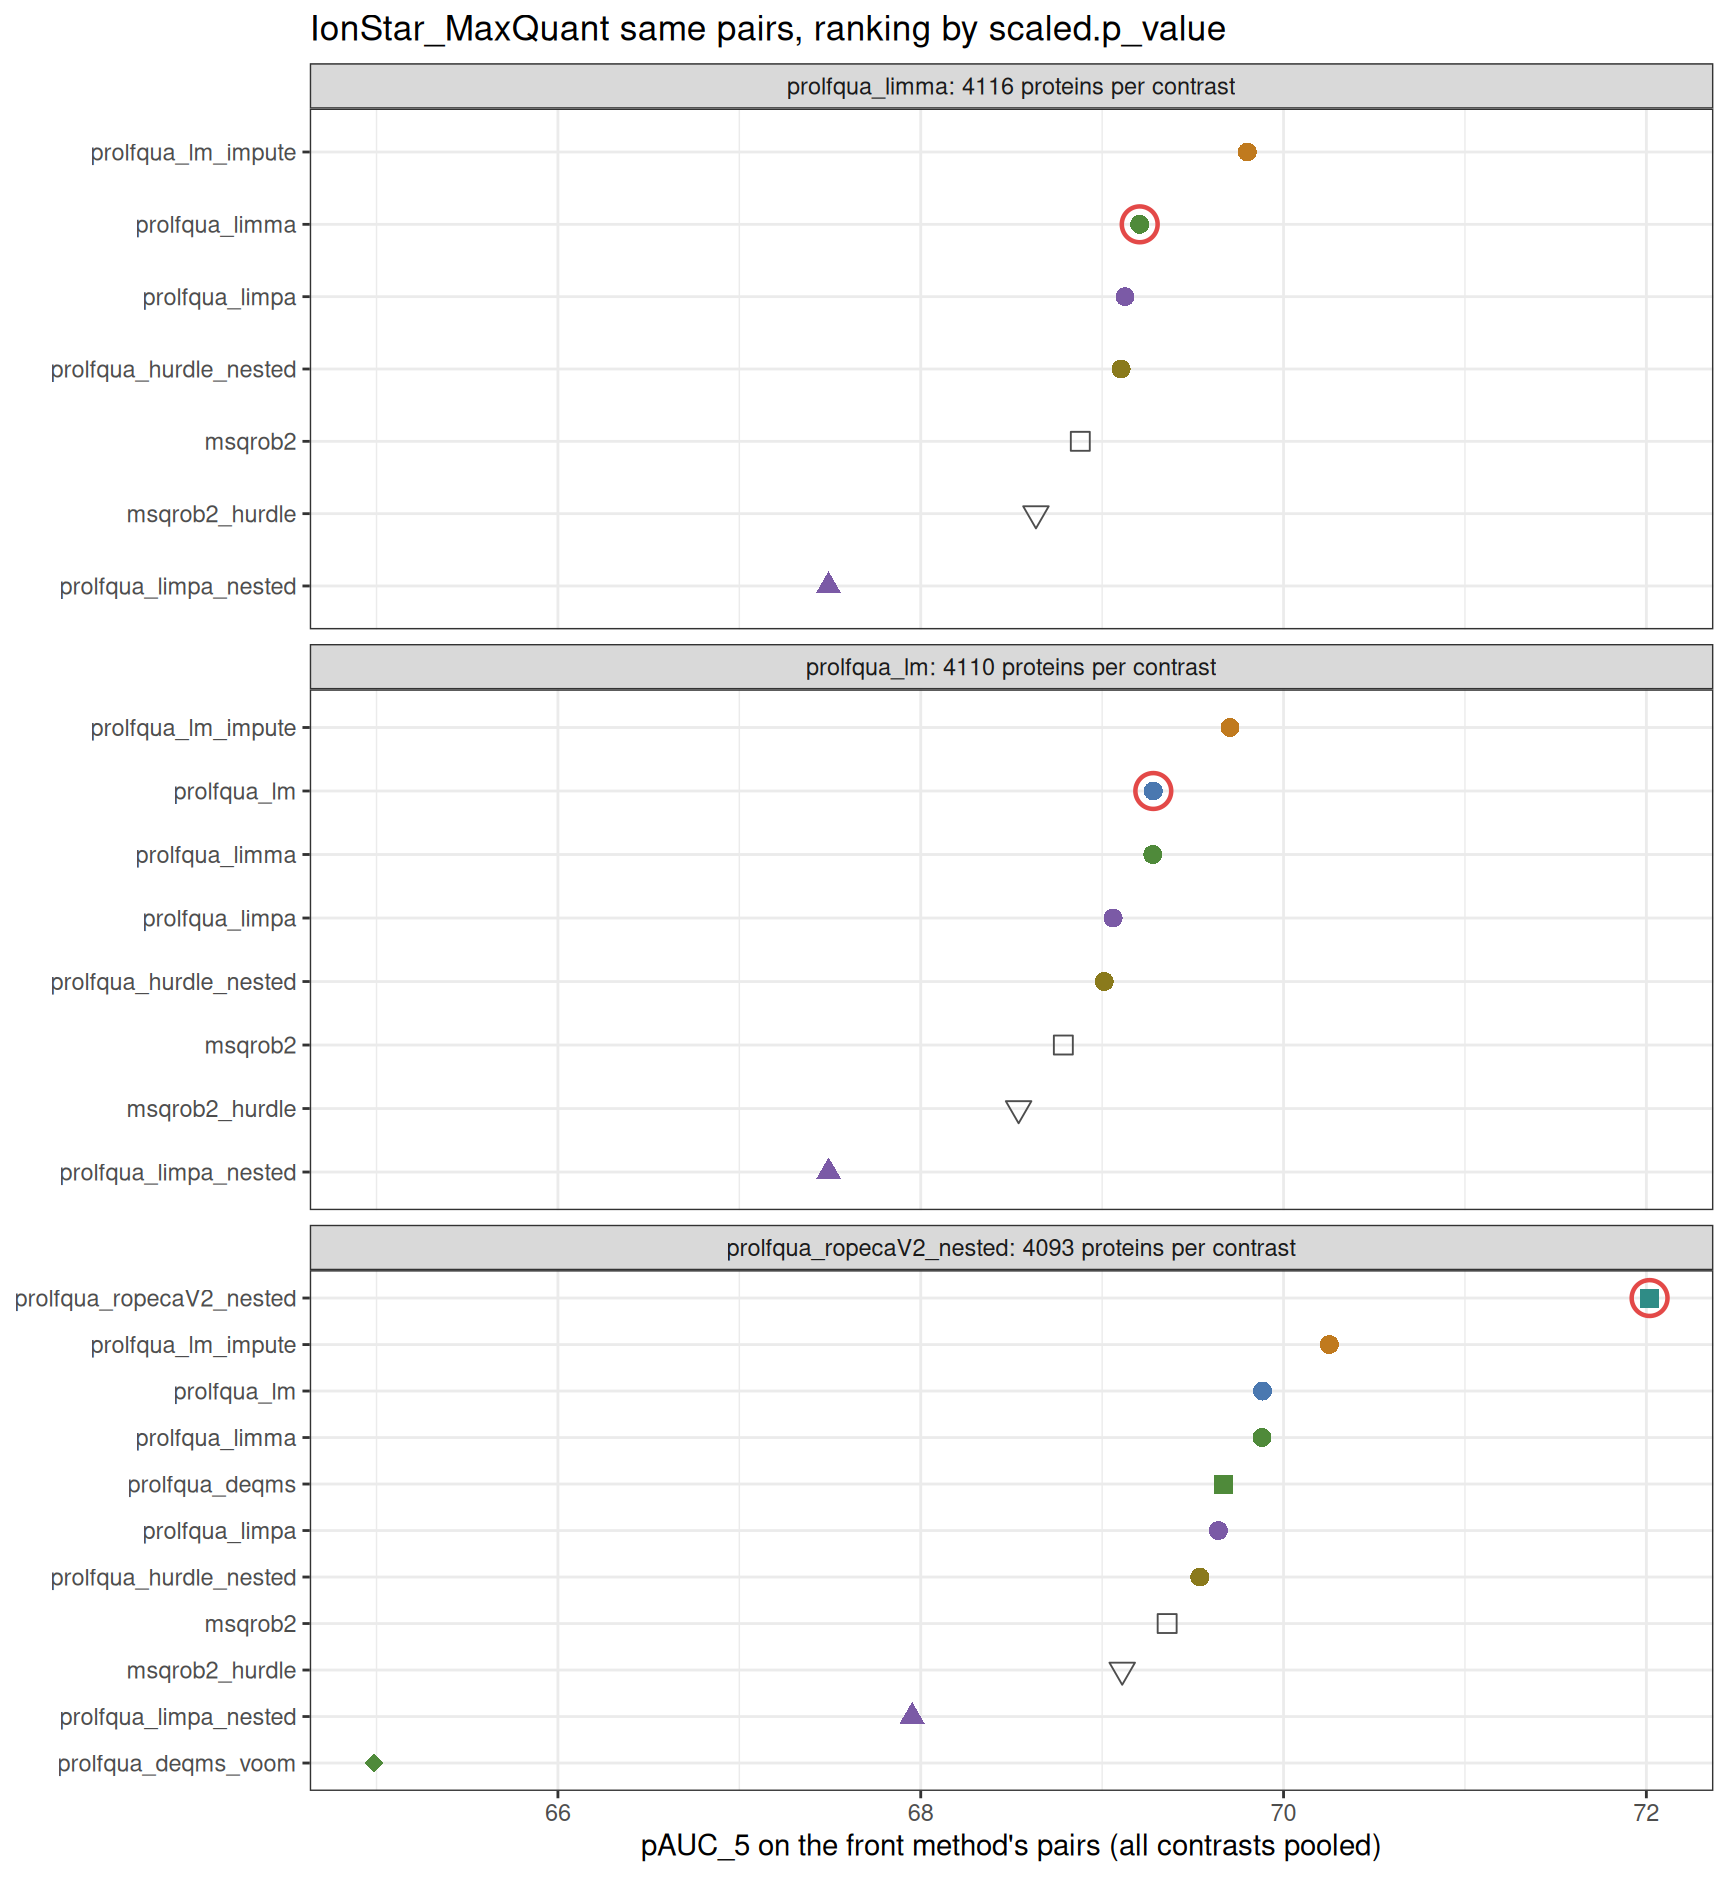 IonStar_MaxQuant same pairs, ranking by scaled.p_value
prolfqua_limma: 4116 proteins per contrast
prolfqua_lm_impute
prolfqua_limma
prolfqua_limpa
prolfqua_hurdle_nested
msqrob2
msqrob2_hurdle
prolfqua_limpa_nested
prolfqua_lm: 4110 proteins per contrast
prolfqua_lm_impute
prolfqua_lm
prolfqua_limma
prolfqua_limpa
prolfqua_hurdle_nested
msqrob2
msqrob2_hurdle
prolfqua_limpa_nested
prolfqua_ropecaV2_nested: 4093 proteins per contrast
prolfqua_ropecaV2_nested
prolfqua_lm_impute
prolfqua_lm
prolfqua_limma
prolfqua_deqms
prolfqua_limpa
prolfqua_hurdle_nested
msqrob2
msqrob2_hurdle
prolfqua_limpa_nested
prolfqua_deqms_voom
66 68 70 72
pAUC_5 on the front method's pairs (all contrasts pooled)